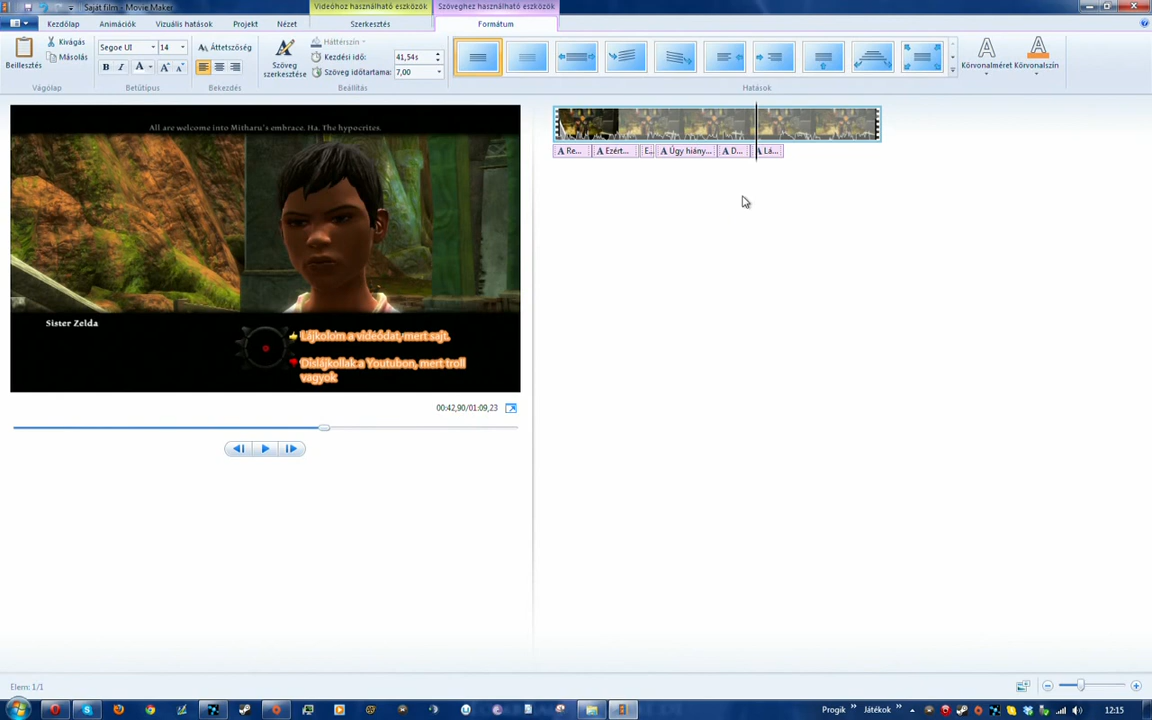 Saját film - Movie Maker
Videóhoz használható eszközök
Szöveghez használható eszközök
Kezdőlap
Animációk
Vizuális hatások
Projekt
Nézet
Szerkesztés
Formátum
Beillesztés
Kivágás
Másolás
Vágólap
Segoe UI
14
Betűtípus
Áttetszőség
Bekezdés
Szöveg szerkesztése
Háttérszín
Kezdési idő:
41,54s
Szöveg időtartama:
7,00
Beállítás
Hatások
Körvonalméret
Körvonalszín
All are welcome into Mitharu's embrace. Ha. The hypocrites.
Sister Zelda
Lájkolom a videódat, mert sajt.
Dislájkollak a Youtubon, mert troll
vagyok
00:42,90/01:09,23
A Re...
A Ezért...
E...
A Úgy hiány...
A D...
A Lá...
Elem: 1/1
Progik
Játékok
12:15